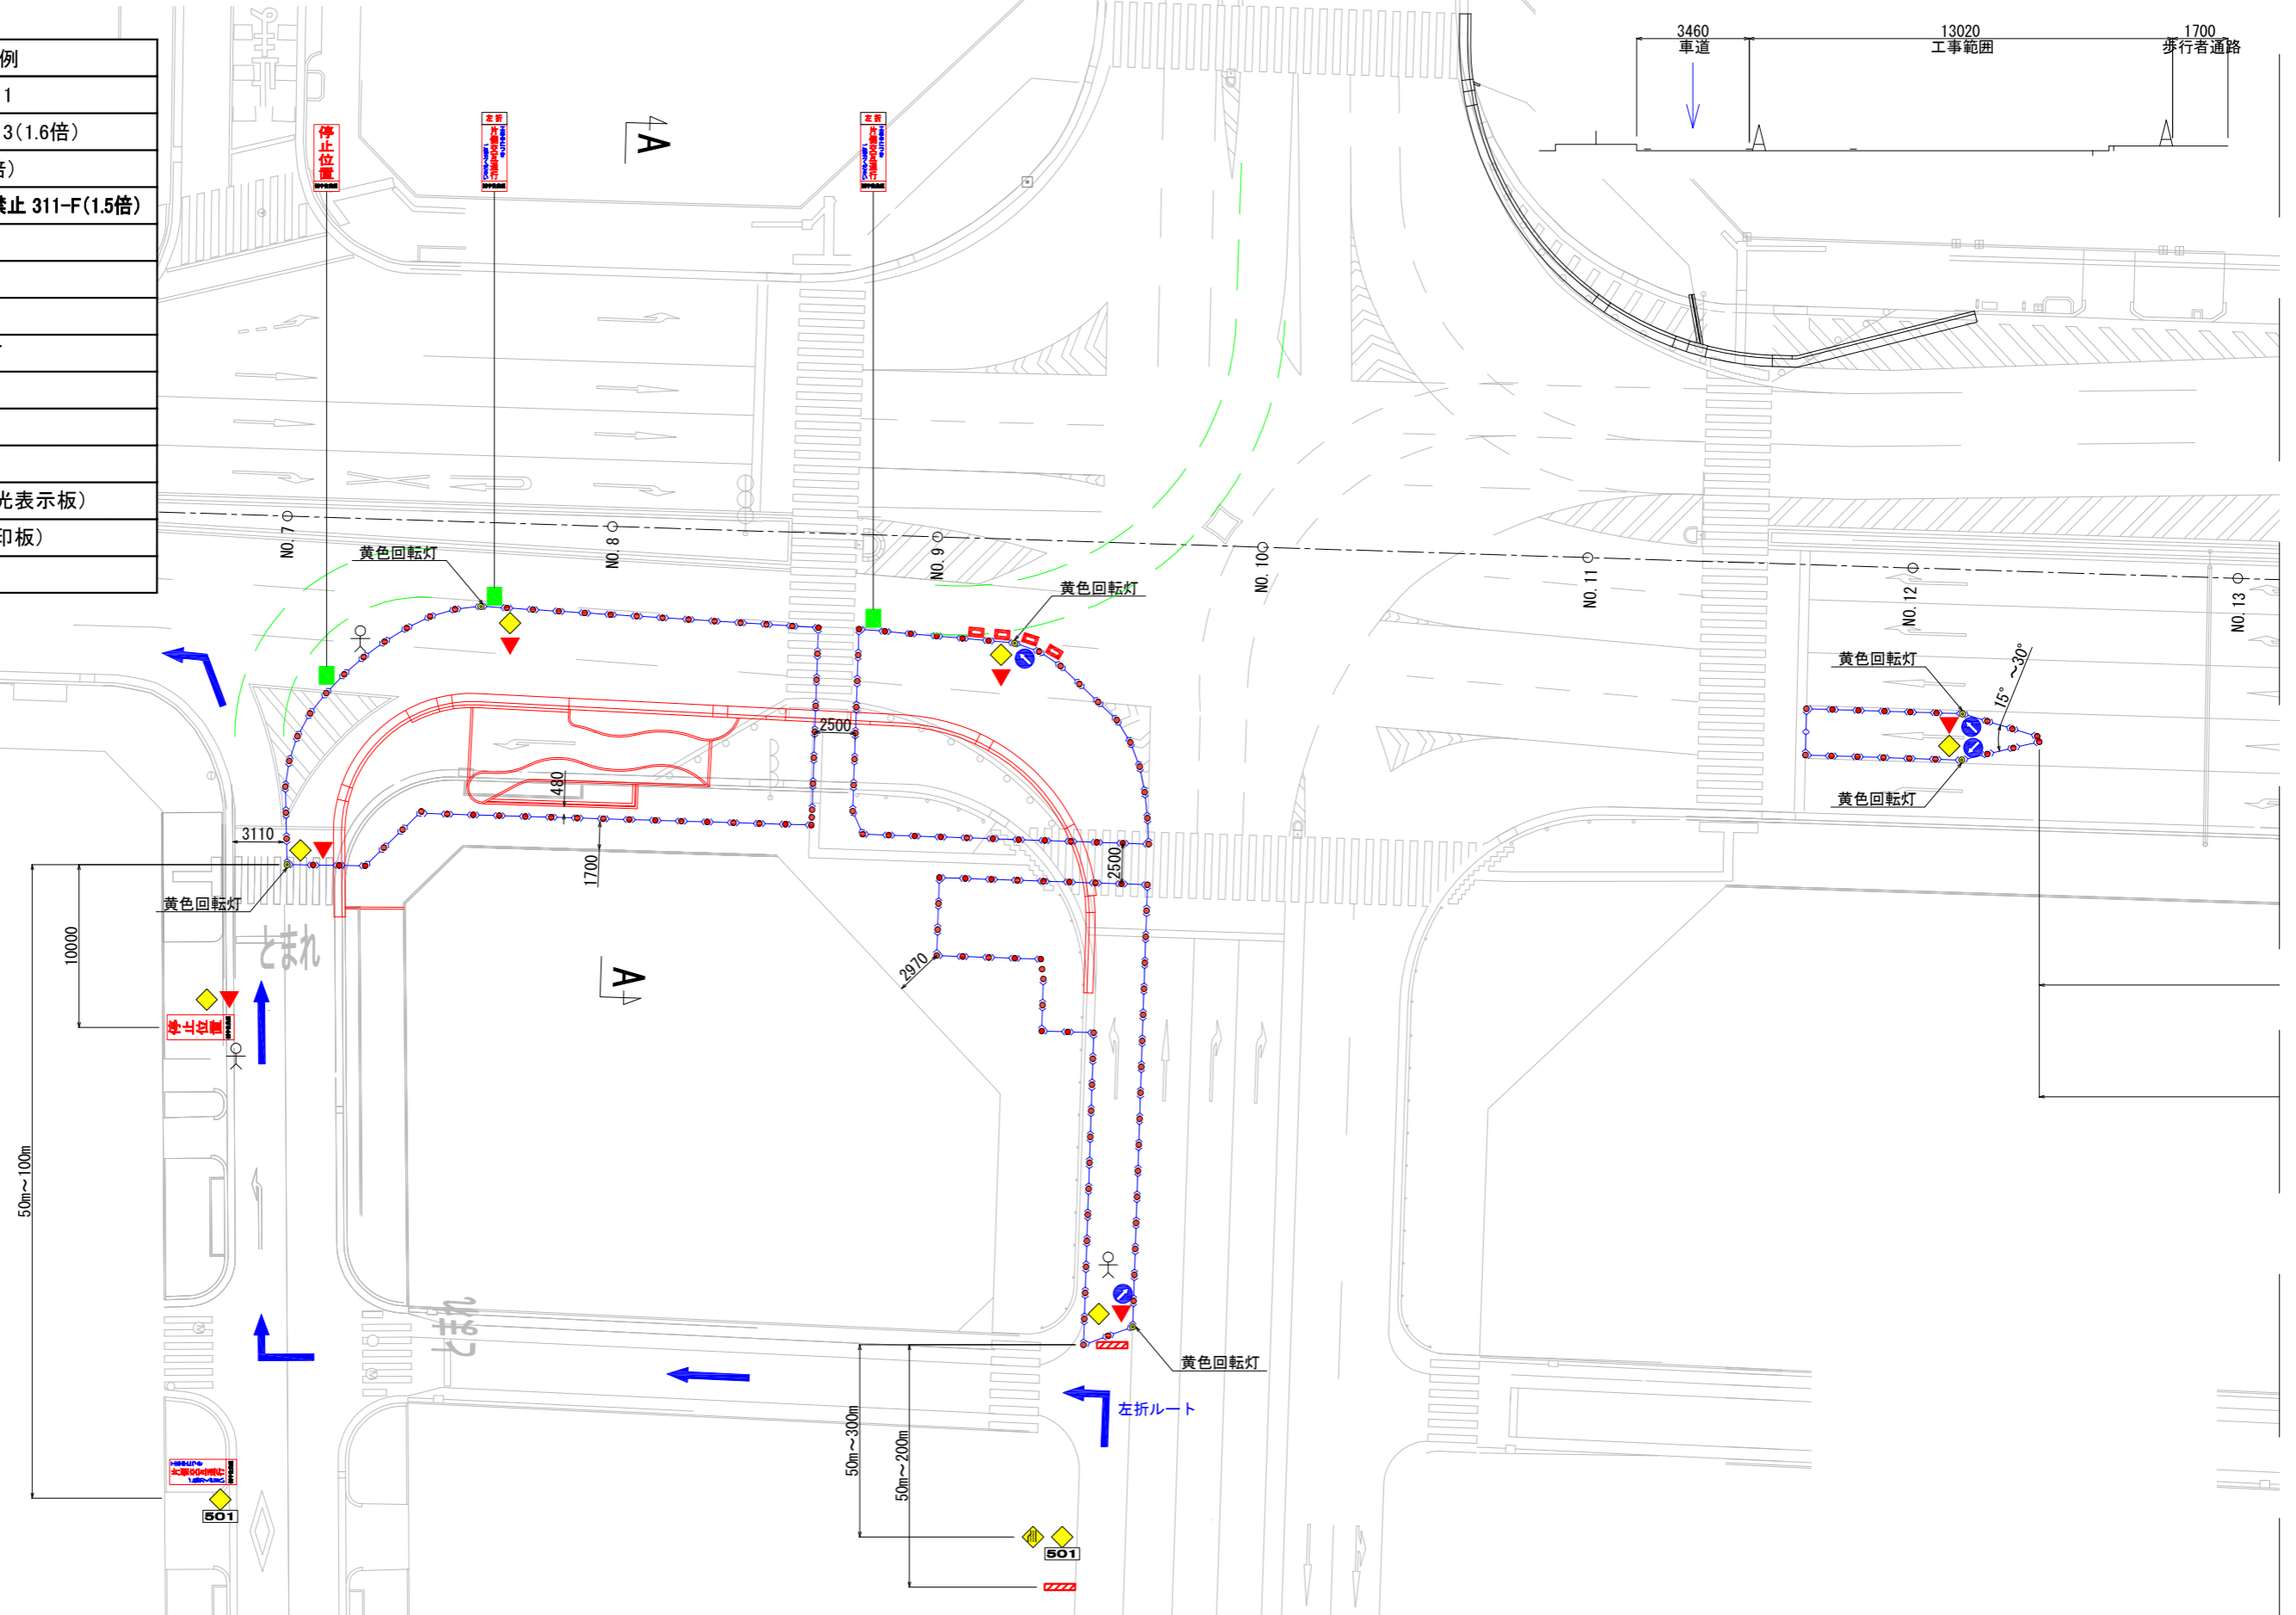 例
1
3(1.6倍)
倍)
禁止 311-F(1.5倍)
光表示板)
印板)
停止位置
左折
片側交互通行
左折
片側交互通行
A
3460
車道
13020
工事範囲
1700
歩行者通路
NO. 7
NO. 8
NO. 9
NO. 10
NO. 11
NO. 12
NO. 13
黄色回転灯
黄色回転灯
黄色回転灯
15° ～30°
黄色回転灯
2500
480
3110
1700
2500
黄色回転灯
とまれ
10000
2970
A
停止位置
50m～100m
黄色回転灯
左折ルート
50m～300m
50m～200m
片側交互通行
501
501